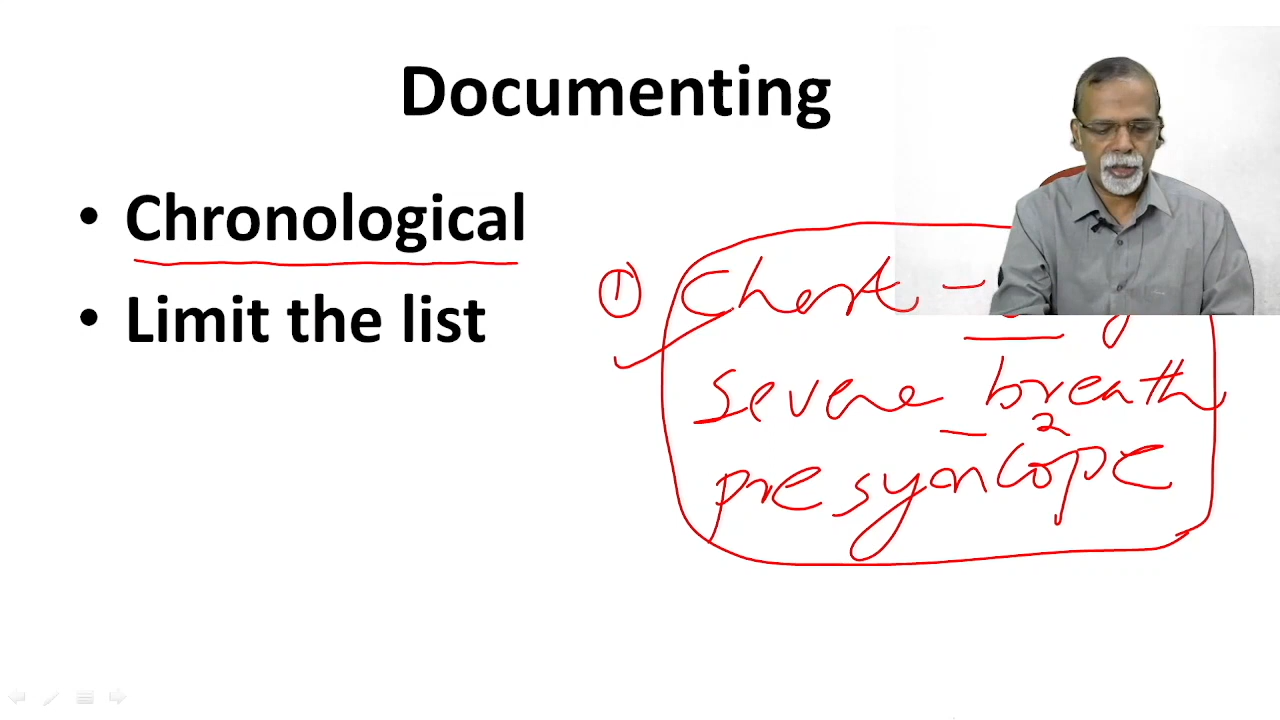 Documenting
• Chronological
• Limit the list
① Chest –
severe breath
2
presyncope